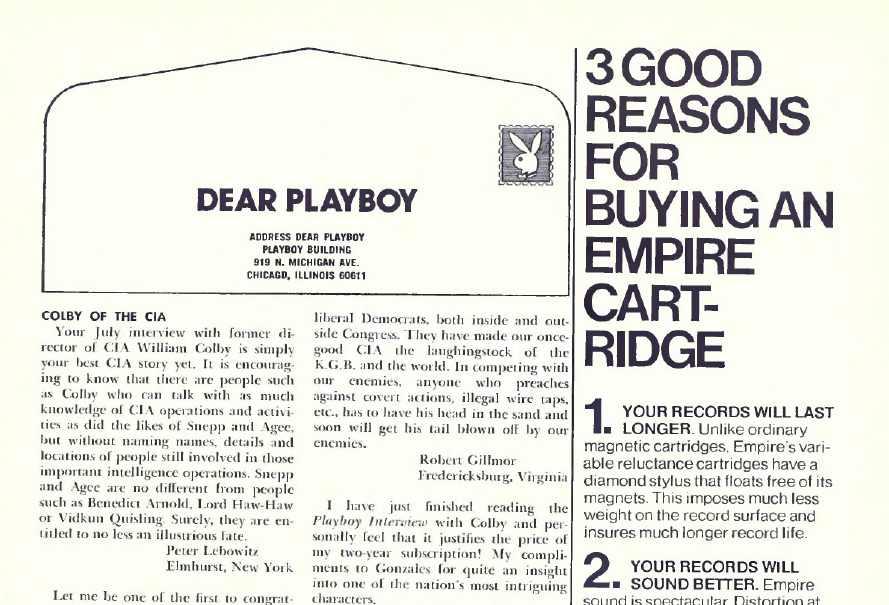 DEAR PLAYBOY
ADDRESS DEAR PLAYBOY
PLAYBOY BUILDING
919 N. MICHIGAN AVE.
CHICAGO, ILLINOIS 60611
COLBY OF THE CIA
Your July interview with former di-
rector of CIA William Colby is simply
your best CIA story yet. It is encourag-
ing to know that there are people such
as Colby who can talk with as much
knowledge of CIA operations and activi-
ties as did the likes of Snepp and Agee,
but without naming names, details and
locations of people still involved in those
important intelligence operations. Snepp
and Agee are no different from people
such as Benedict Arnold, Lord Haw-Haw
or Vidkun Quisling. Surely, they are en-
titled to no less an illustrious fate.
Peter Lebowitz
Elmhurst, New York
Let me be one of the first to congrat-
liberal Democrats, both inside and out-
side Congress. They have made our once-
good CIA the laughingstock of the
K.G.B. and the world. In competing with
our enemies, anyone who preaches
against covert actions, illegal wire taps,
etc., has to have his head in the sand and
soon will get his tail blown off by our
enemies.
Robert Gillmor
Fredericksburg, Virginia
I have just finished reading the
Playboy Interview with Colby and per-
sonally feel that it justifies the price of
my two-year subscription! My compli-
ments to Gonzales for quite an insight
into one of the nation's most intriguing
characters.
3 GOOD
REASONS
FOR
BUYING AN
EMPIRE
CART-
RIDGE
1. YOUR RECORDS WILL LAST
LONGER. Unlike ordinary
magnetic cartridges, Empire's vari-
able reluctance cartridges have a
diamond stylus that floats free of its
magnets. This imposes much less
weight on the record surface and
insures much longer record life.
2. YOUR RECORDS WILL
SOUND BETTER. Empire
sound is spectacular. Distortion at